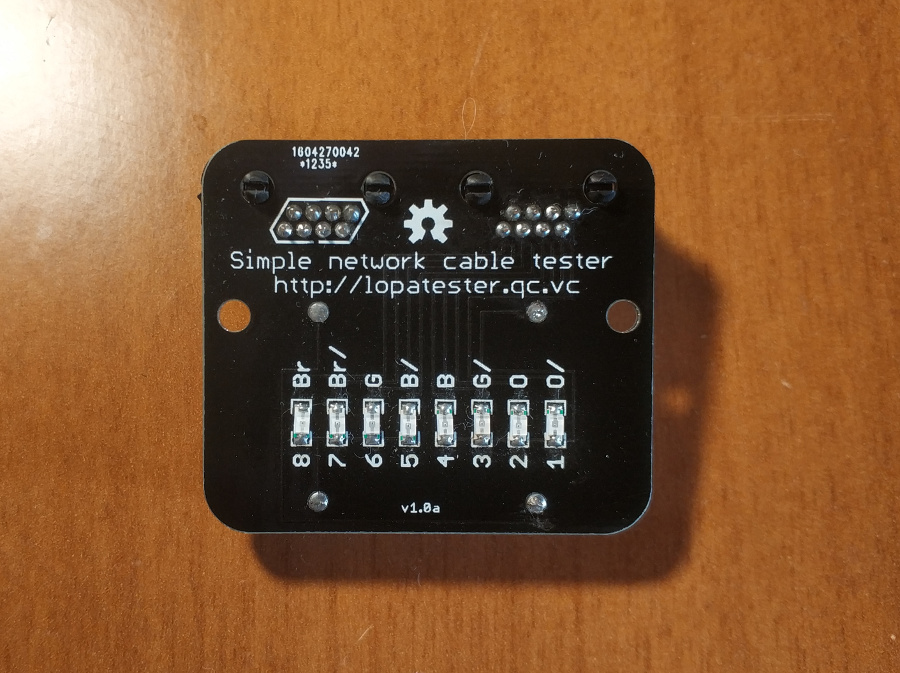 1604270042
*1235*
Simple network cable tester
http://lopatester.qc.vc
Br Br/ G B/ B G/ O O/
8 7 6 5 4 3 2 1
v1.0a